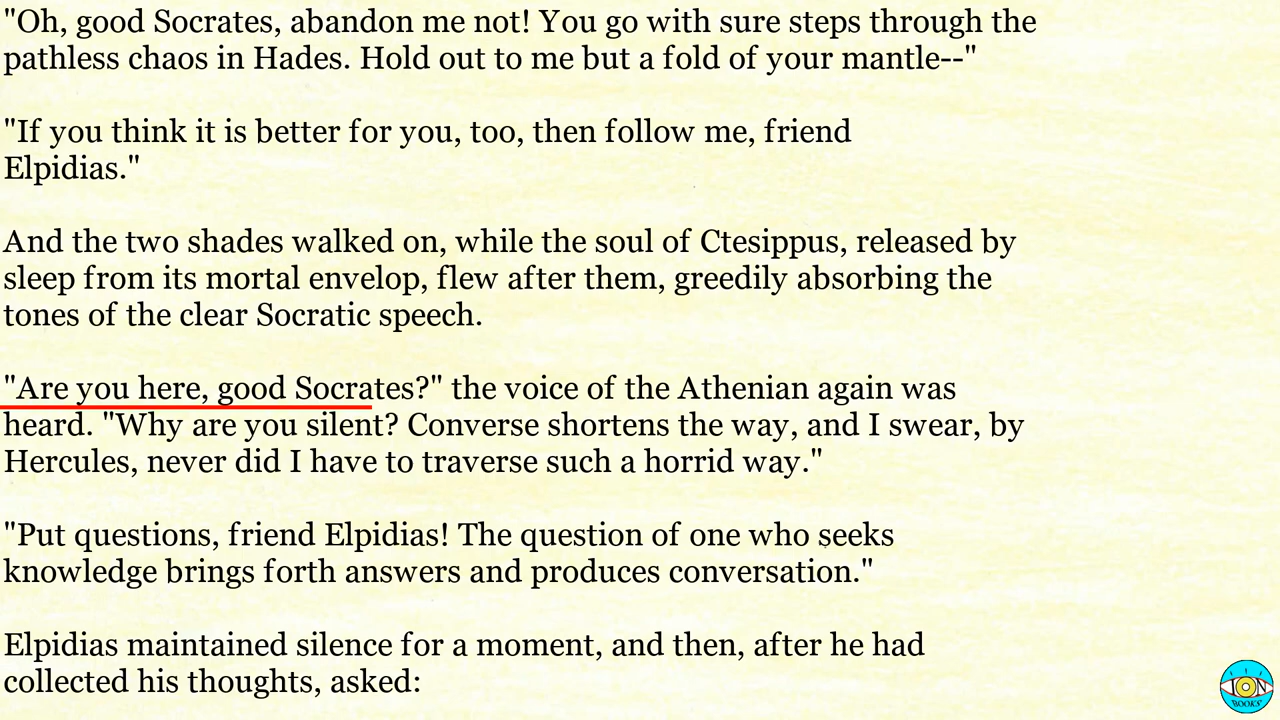 "Oh, good Socrates, abandon me not! You go with sure steps through the
pathless chaos in Hades. Hold out to me but a fold of your mantle--"
"If you think it is better for you, too, then follow me, friend
Elpidias."
And the two shades walked on, while the soul of Ctesippus, released by
sleep from its mortal envelop, flew after them, greedily absorbing the
tones of the clear Socratic speech.
"Are you here, good Socrates?" the voice of the Athenian again was
heard. "Why are you silent? Converse shortens the way, and I swear, by
Hercules, never did I have to traverse such a horrid way."
"Put questions, friend Elpidias! The question of one who seeks
knowledge brings forth answers and produces conversation."
Elpidias maintained silence for a moment, and then, after he had
collected his thoughts, asked:
ION
BOOKS